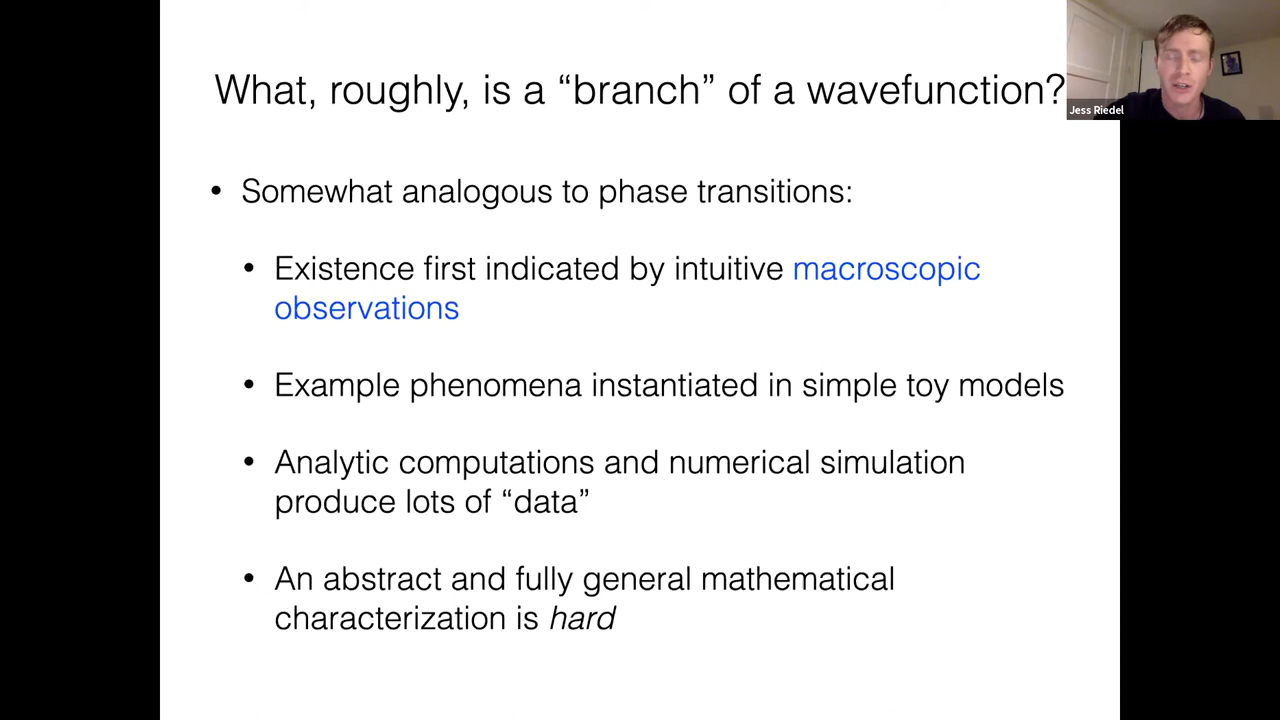 What, roughly, is a “branch” of a wavefunction?
Jess Riedel
• Somewhat analogous to phase transitions:
• Existence first indicated by intuitive macroscopic
observations
• Example phenomena instantiated in simple toy models
• Analytic computations and numerical simulation
produce lots of “data”
• An abstract and fully general mathematical
characterization is hard